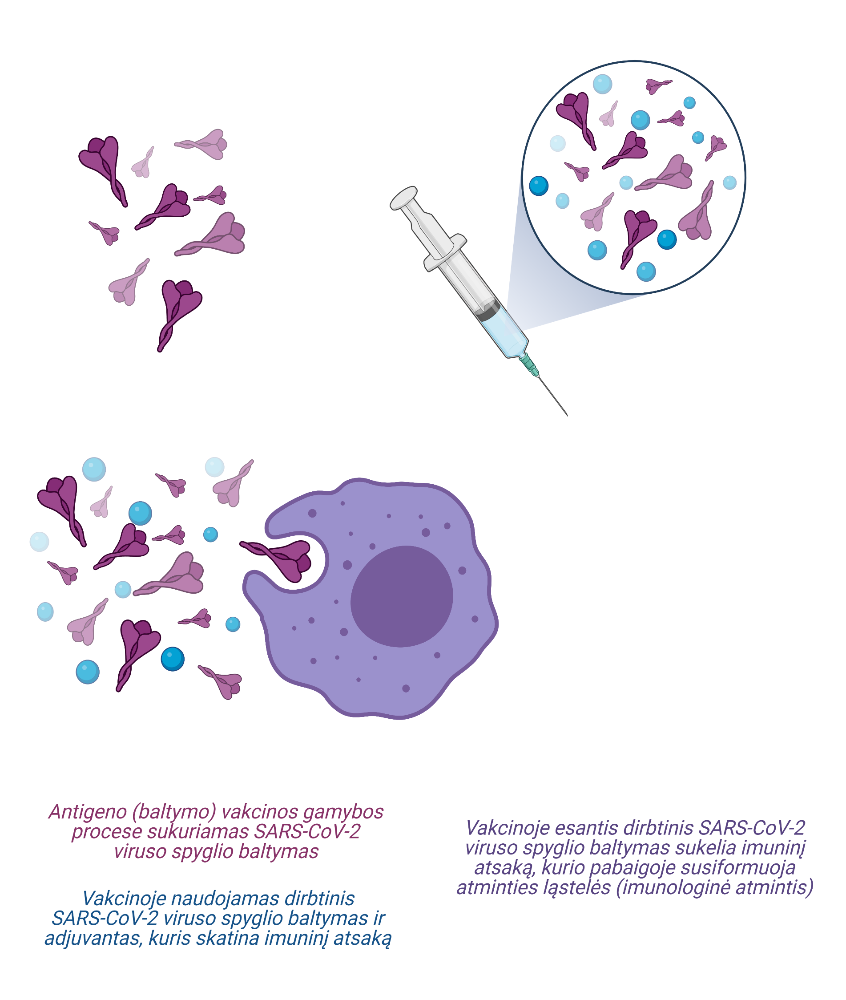 Antigeno (baltymo) vakcinos gamybos
procese sukuriamas SARS-CoV-2
viruso spyglio baltymas
Vakcinoje naudojamas dirbtinis
SARS-CoV-2 viruso spyglio baltymas ir
adjuvantas, kuris skatina imuninį atsaką
Vakcinoje esantis dirbtinis SARS-CoV-2
viruso spyglio baltymas sukelia imuninį
atsaką, kurio pabaigoje susiformuoja
atminties ląstelės (imunologinė atmintis)